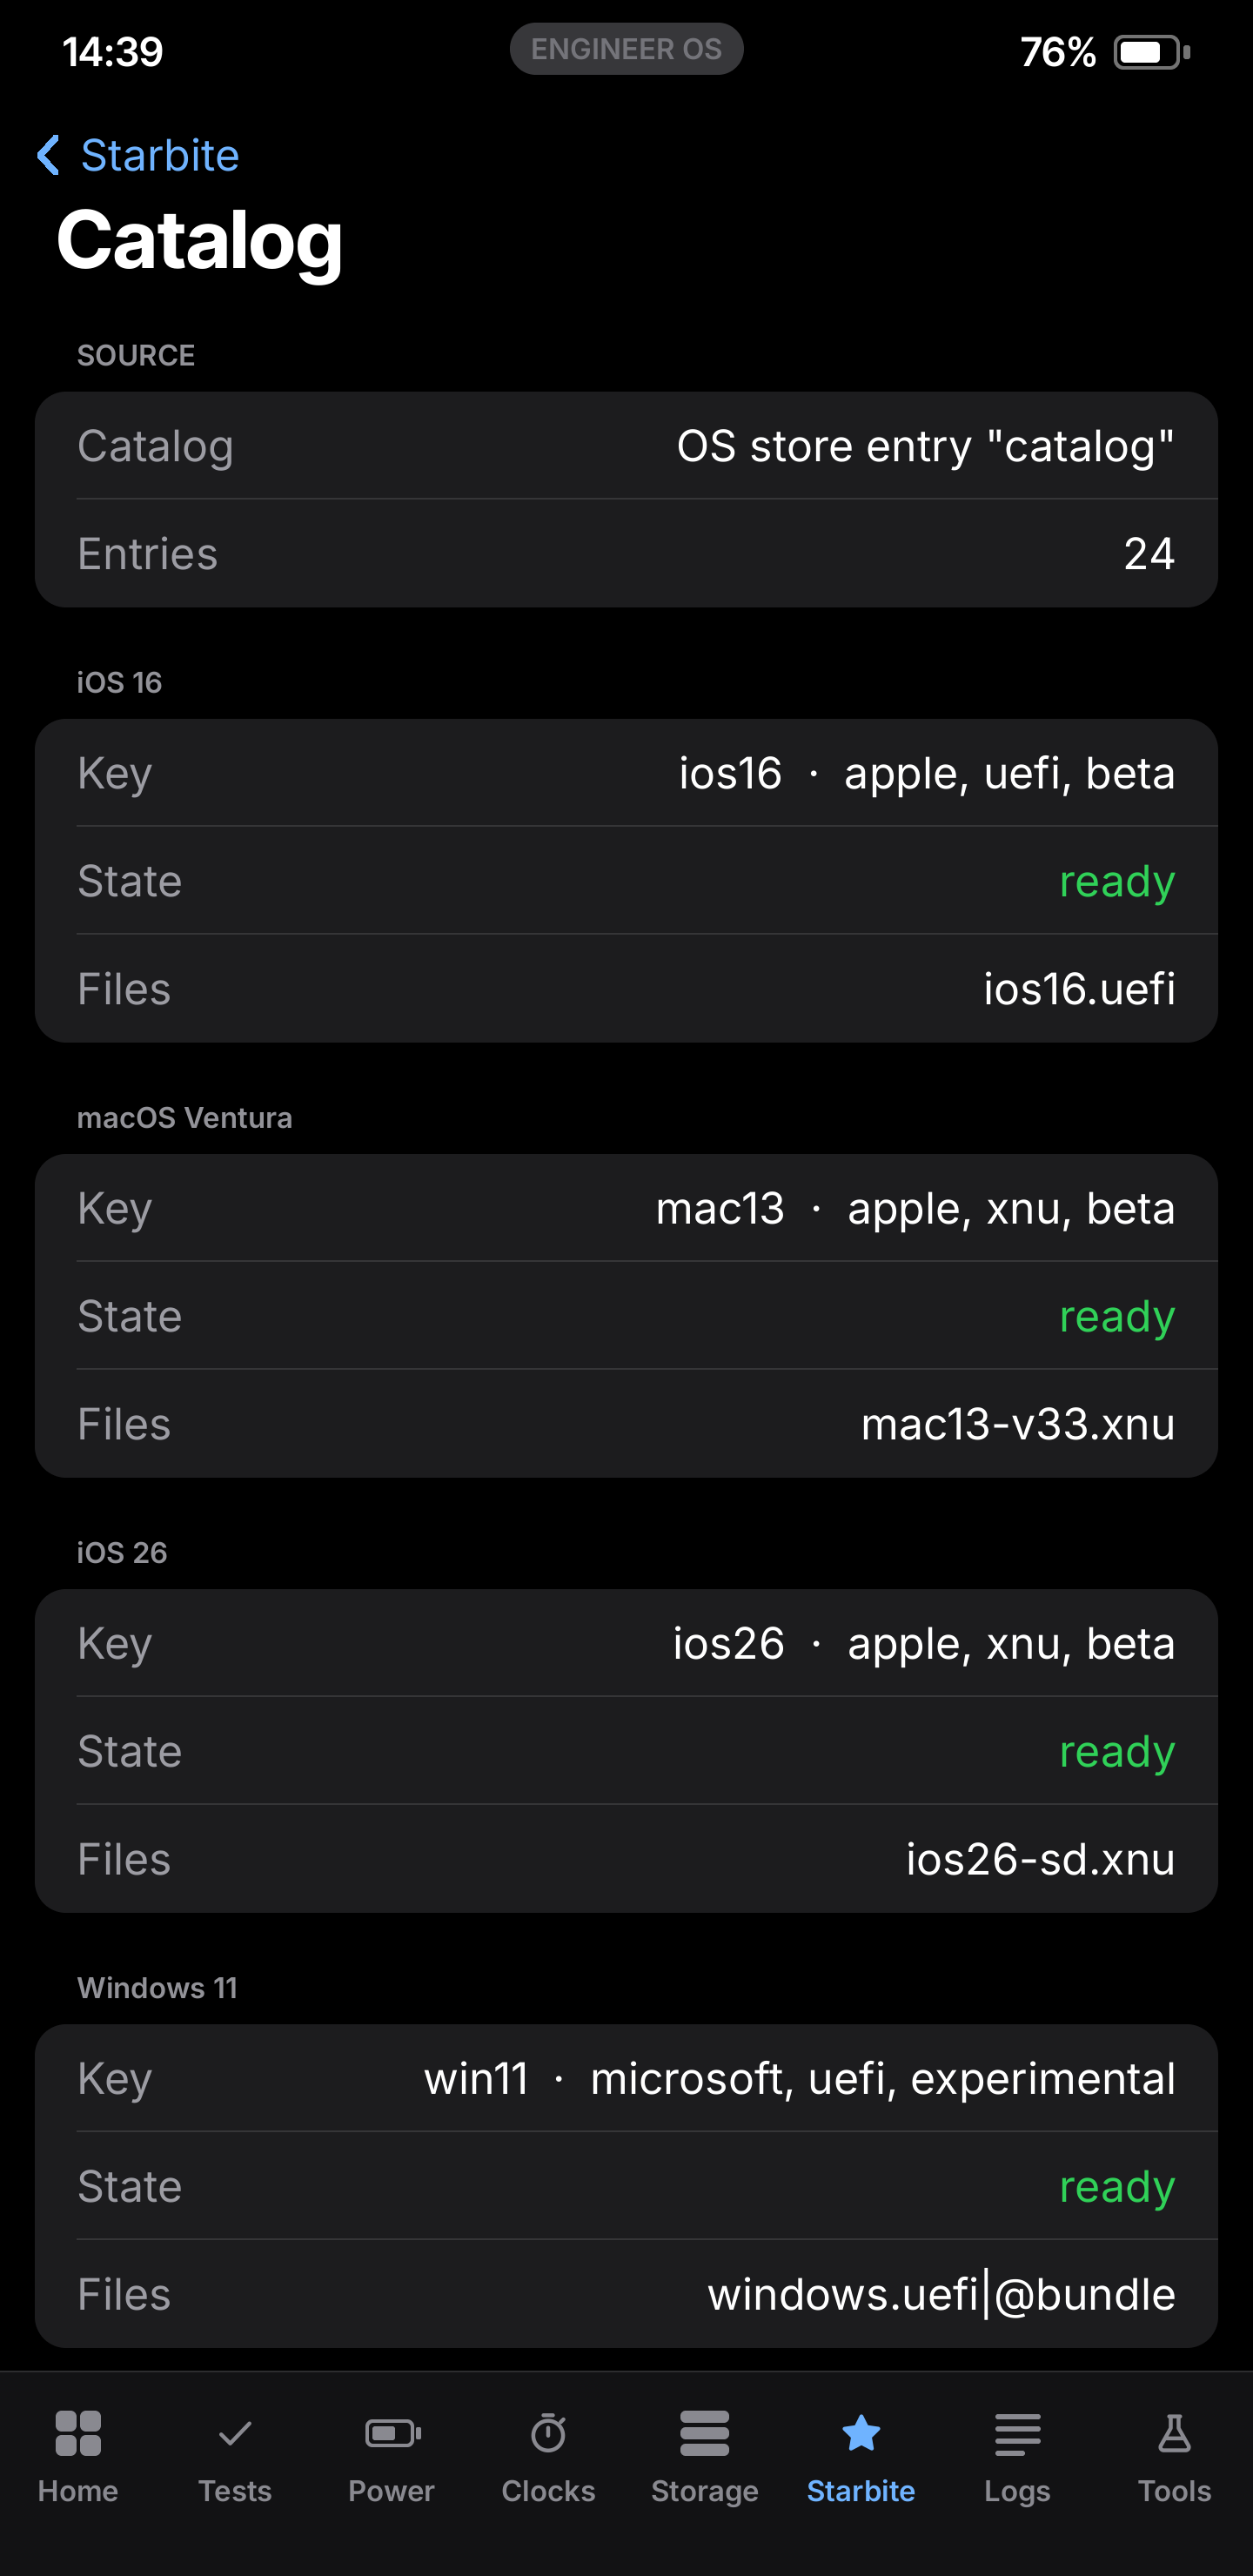 14:39
ENGINEER OS
76%
Starbite
Catalog
SOURCE
Catalog OS store entry "catalog"
Entries 24
iOS 16
Key ios16 · apple, uefi, beta
State ready
Files ios16.uefi
macOS Ventura
Key mac13 · apple, xnu, beta
State ready
Files mac13-v33.xnu
iOS 26
Key ios26 · apple, xnu, beta
State ready
Files ios26-sd.xnu
Windows 11
Key win11 · microsoft, uefi, experimental
State ready
Files windows.uefi|@bundle
Home Tests Power Clocks Storage Starbite Logs Tools